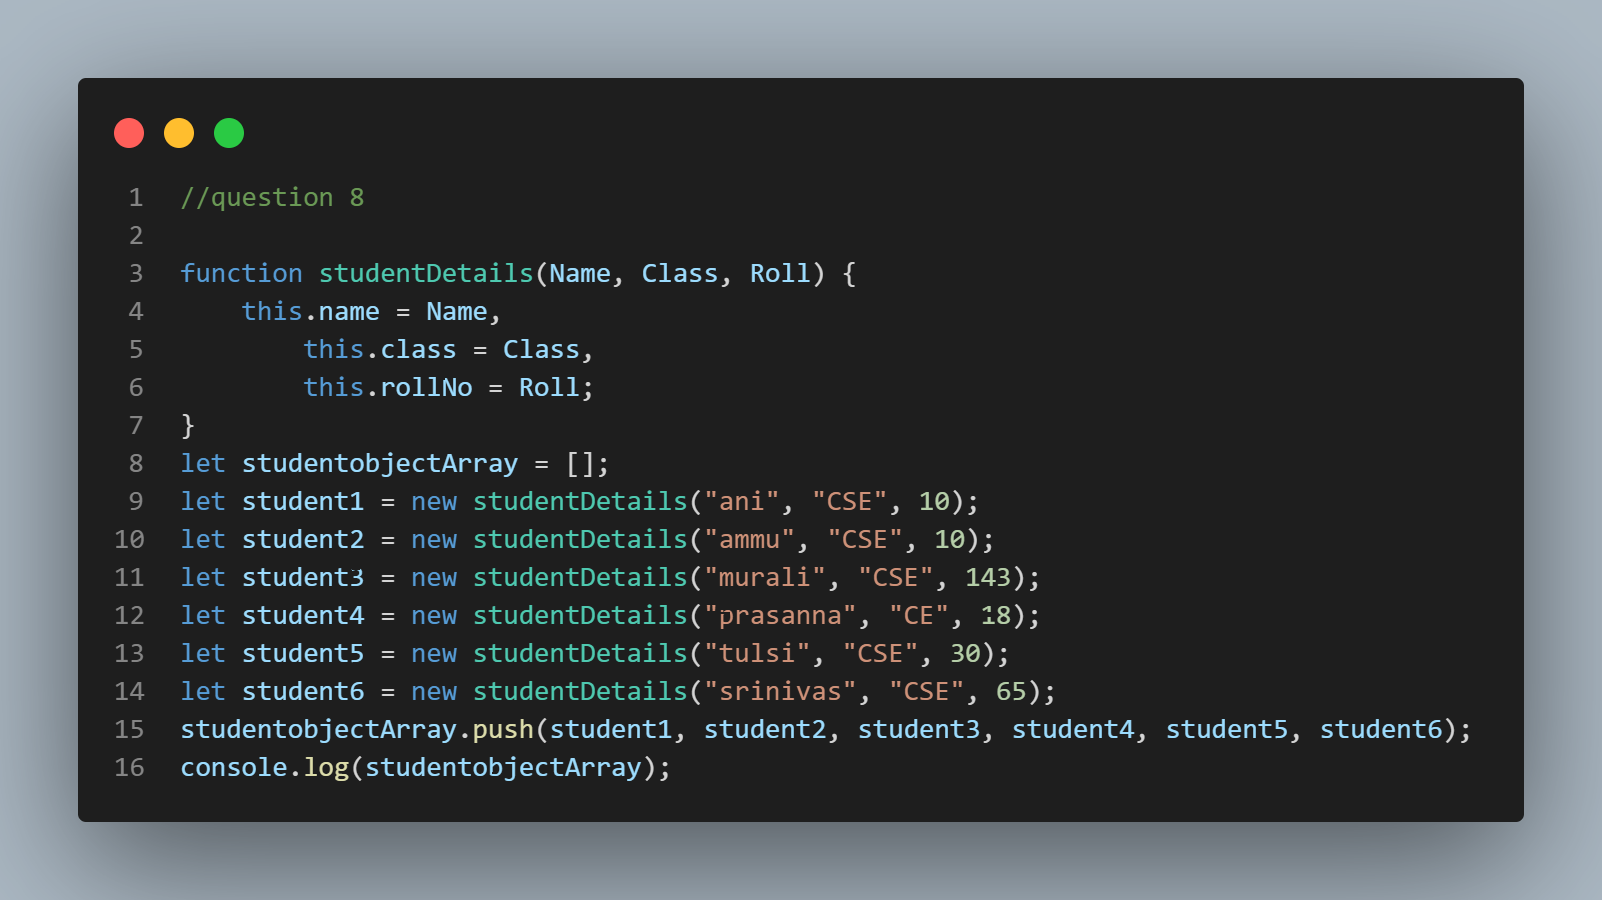 1 //question 8
2
3 function studentDetails(Name, Class, Roll) {
4     this.name = Name,
5         this.class = Class,
6         this.rollNo = Roll;
7 }
8 let studentobjectArray = [];
9 let student1 = new studentDetails("ani", "CSE", 10);
10 let student2 = new studentDetails("ammu", "CSE", 10);
11 let student3 = new studentDetails("murali", "CSE", 143);
12 let student4 = new studentDetails("prasanna", "CE", 18);
13 let student5 = new studentDetails("tulsi", "CSE", 30);
14 let student6 = new studentDetails("srinivas", "CSE", 65);
15 studentobjectArray.push(student1, student2, student3, student4, student5, student6);
16 console.log(studentobjectArray);